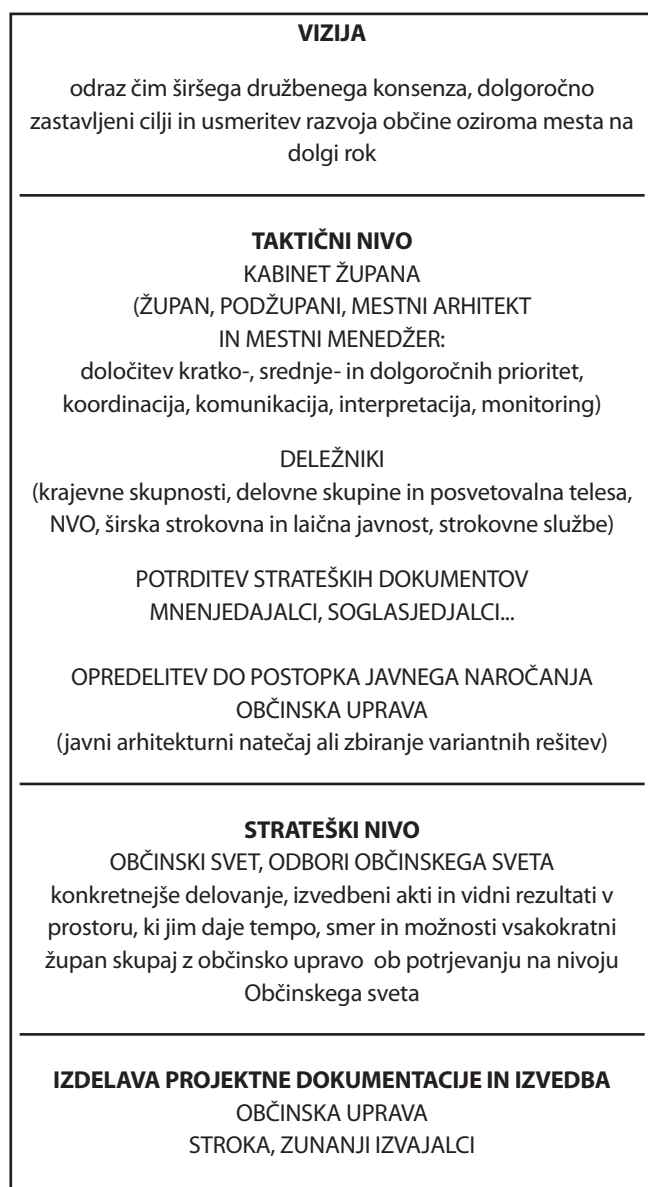 VIZIJA
odraz čim širšega družbenega konsenza, dolgoročno
zastavljeni cilji in usmeritev razvoja občine oziroma mesta na
dolgi rok
TAKTIČNI NIVO
KABINET ŽUPANA
(ŽUPAN, PODŽUPANI, MESTNI ARHITEKT
IN MESTNI MENEDŽER:
določitev kratko-, srednje- in dolgoročnih prioritet,
koordinacija, komunikacija, interpretacija, monitoring)
DELEŽNIKI
(krajevne skupnosti, delovne skupine in posvetovalna telesa,
NVO, širska strokovna in laična javnost, strokovne službe)
POTRDITEV STRATEŠKIH DOKUMENTOV
MNENJEDAJALCI, SOGLASJEDJALCI...
OPREDELITEV DO POSTOPKA JAVNEGA NAROČANJA
OBČINSKA UPRAVA
(javni arhitekturni natečaj ali zbiranje variantnih rešitev)
STRATEŠKI NIVO
OBČINSKI SVET, ODBORI OBČINSKEGA SVETA
konkretnejše delovanje, izvedbeni akti in vidni rezultati v
prostoru, ki jim daje tempo, smer in možnosti vsakokratni
župan skupaj z občinsko upravo ob potrjevanju na nivoju
Občinskega sveta
IZDELAVA PROJEKTNE DOKUMENTACIJE IN IZVEDBA
OBČINSKA UPRAVA
STROKA, ZUNANJI IZVAJALCI